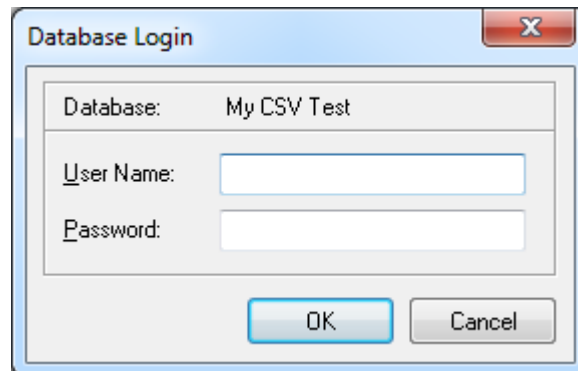 Database Login
Database: My CSV Test
User Name:
Password:
OK Cancel